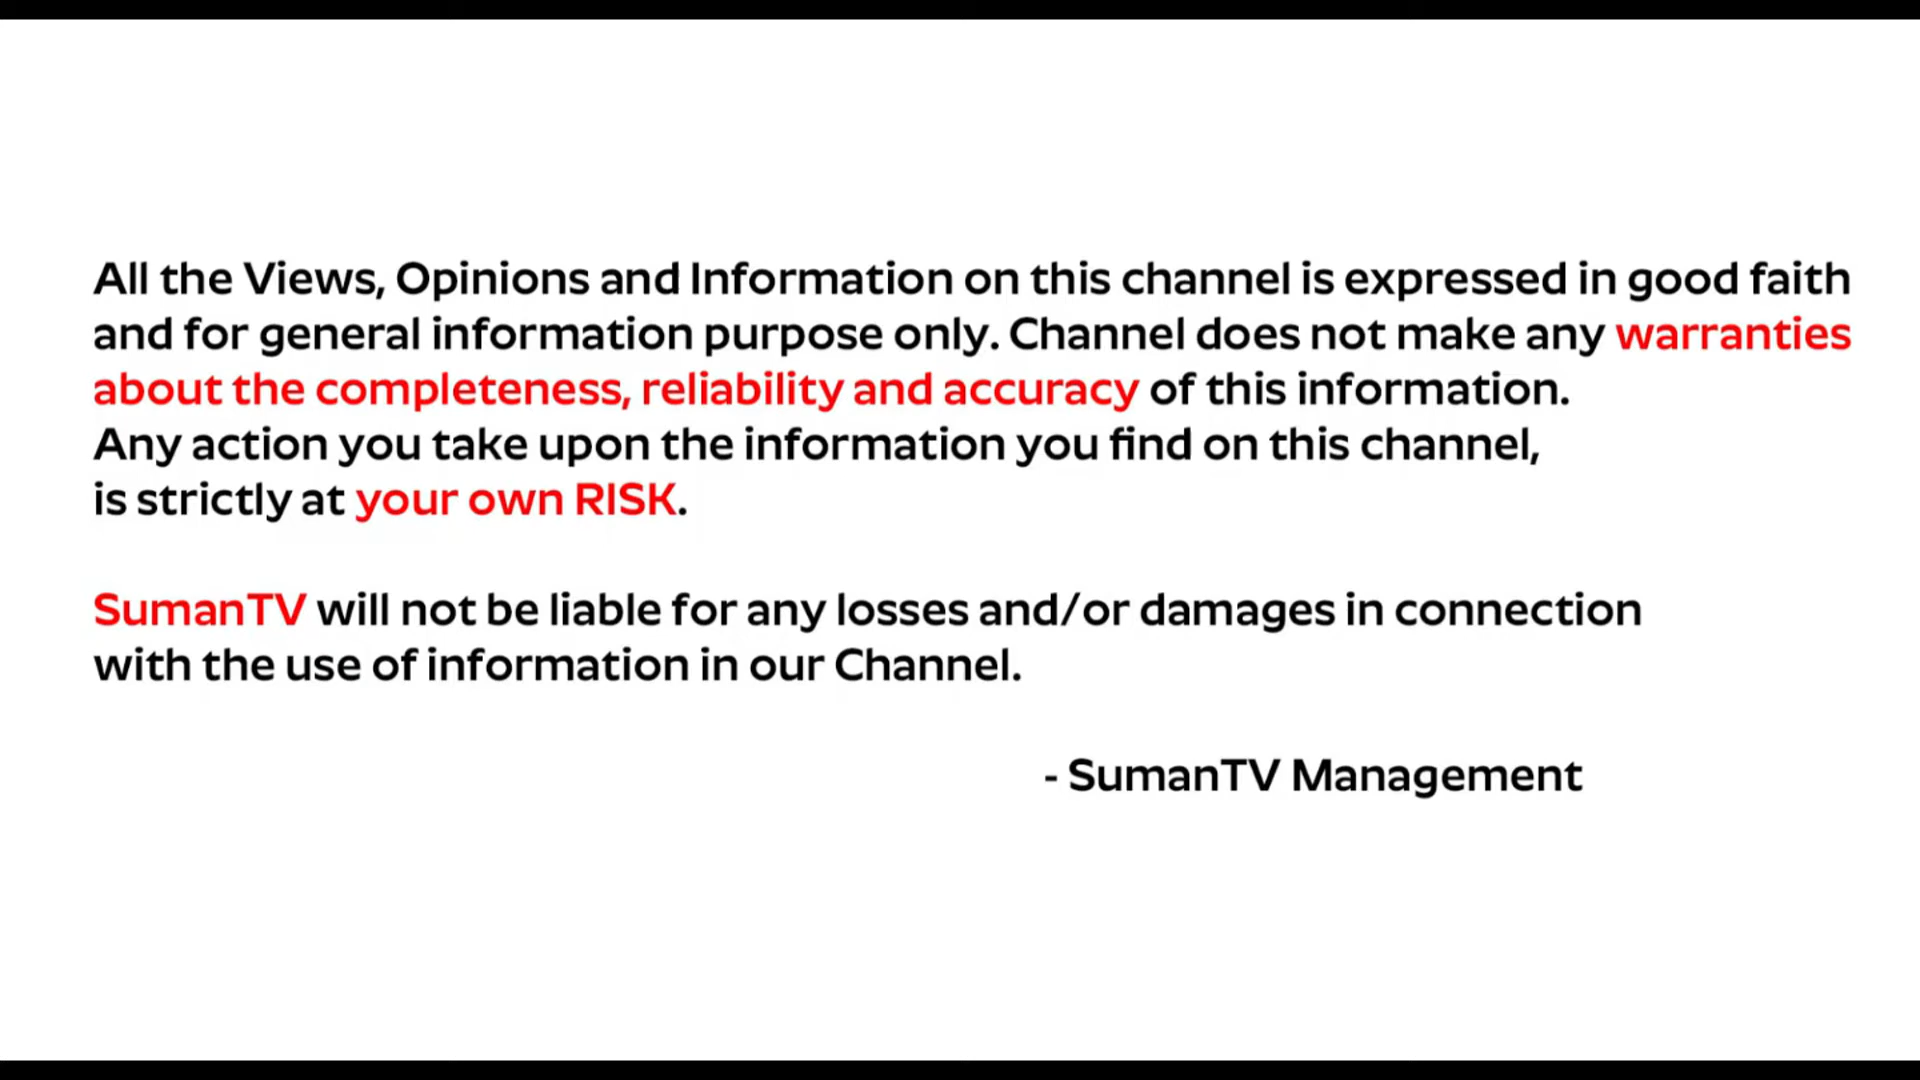 All the Views, Opinions and Information on this channel is expressed in good faith
and for general information purpose only. Channel does not make any warranties
about the completeness, reliability and accuracy of this information.
Any action you take upon the information you find on this channel,
is strictly at your own RISK.
SumanTV will not be liable for any losses and/or damages in connection
with the use of information in our Channel.
- SumanTV Management